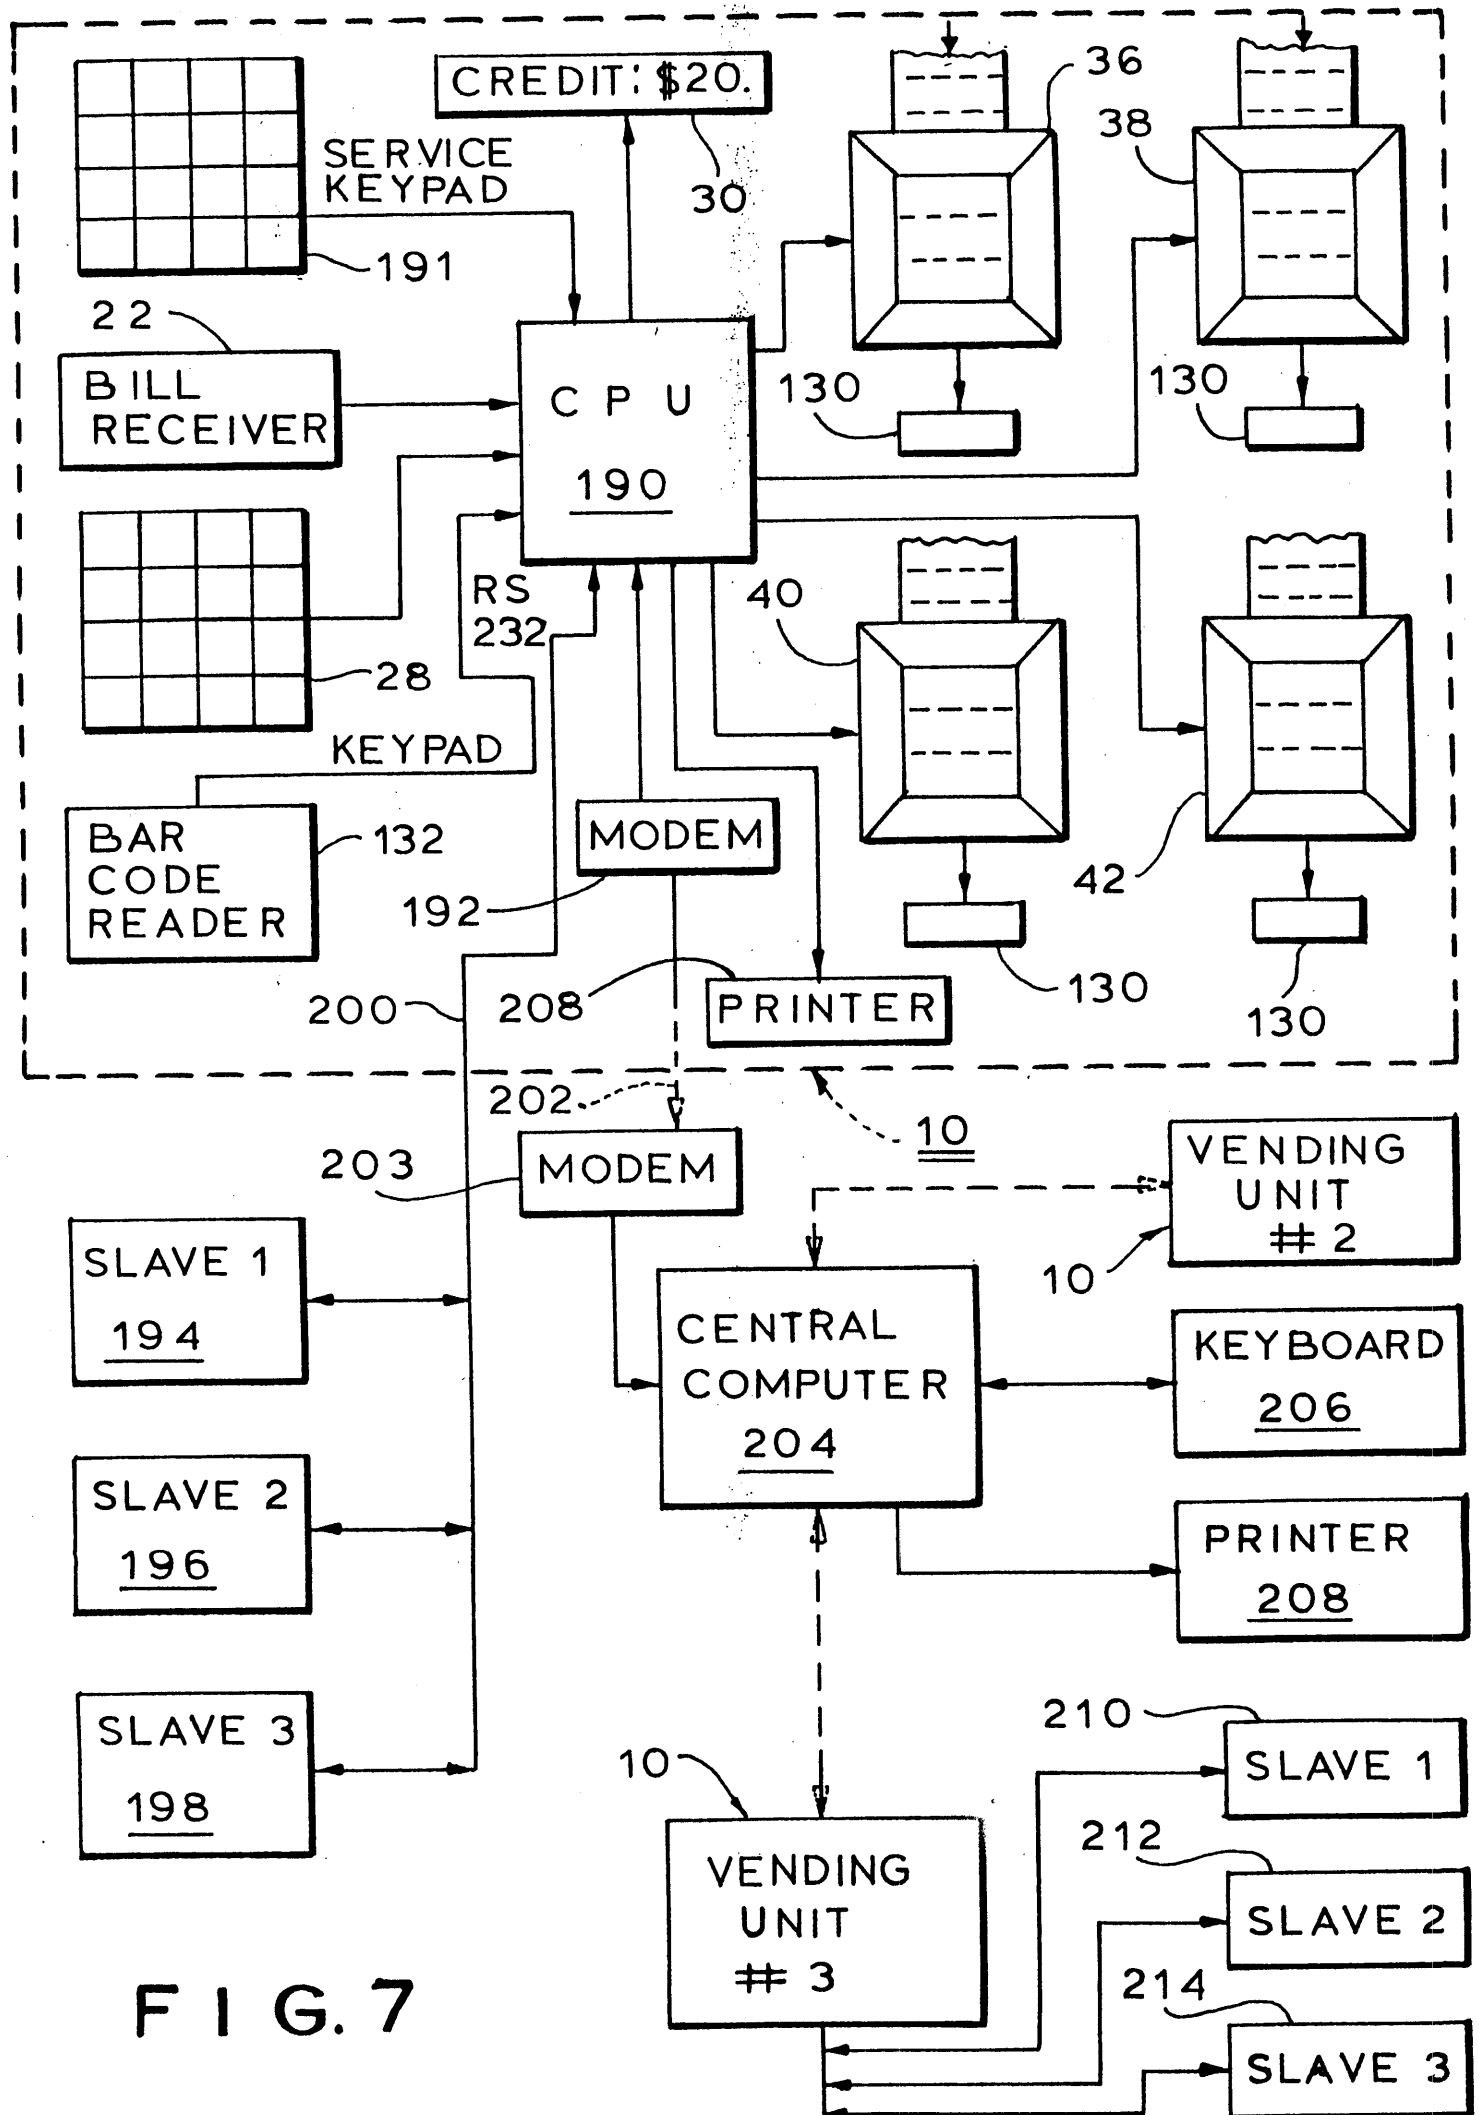 CREDIT: $20.
36
38
SERVICE
KEYPAD
30
191
22
BILL
RECEIVER
CPU
190
130
130
RS
232
40
28
KEYPAD
BAR
CODE
READER
132
MODEM
192
42
200
208
PRINTER
130
130
202
10
203
MODEM
VENDING
UNIT
# 2
10
SLAVE 1
194
CENTRAL
COMPUTER
204
KEYBOARD
206
SLAVE 2
196
PRINTER
208
SLAVE 3
198
10
VENDING
UNIT
# 3
210
SLAVE 1
212
SLAVE 2
214
SLAVE 3
FIG. 7